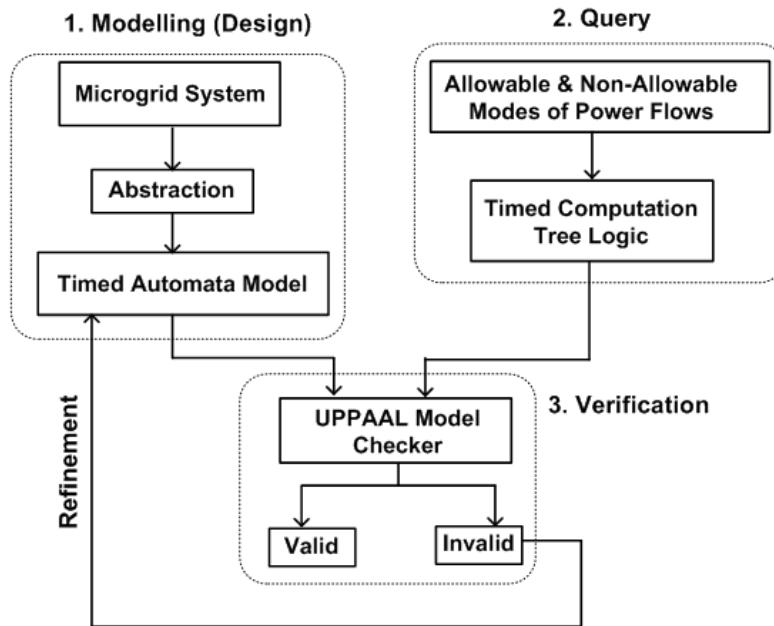 1. Modelling (Design)
Microgrid System
Abstraction
Timed Automata Model
2. Query
Allowable & Non-Allowable
Modes of Power Flows
Timed Computation
Tree Logic
3. Verification
UPPAAL Model
Checker
Valid
Invalid
Refinement